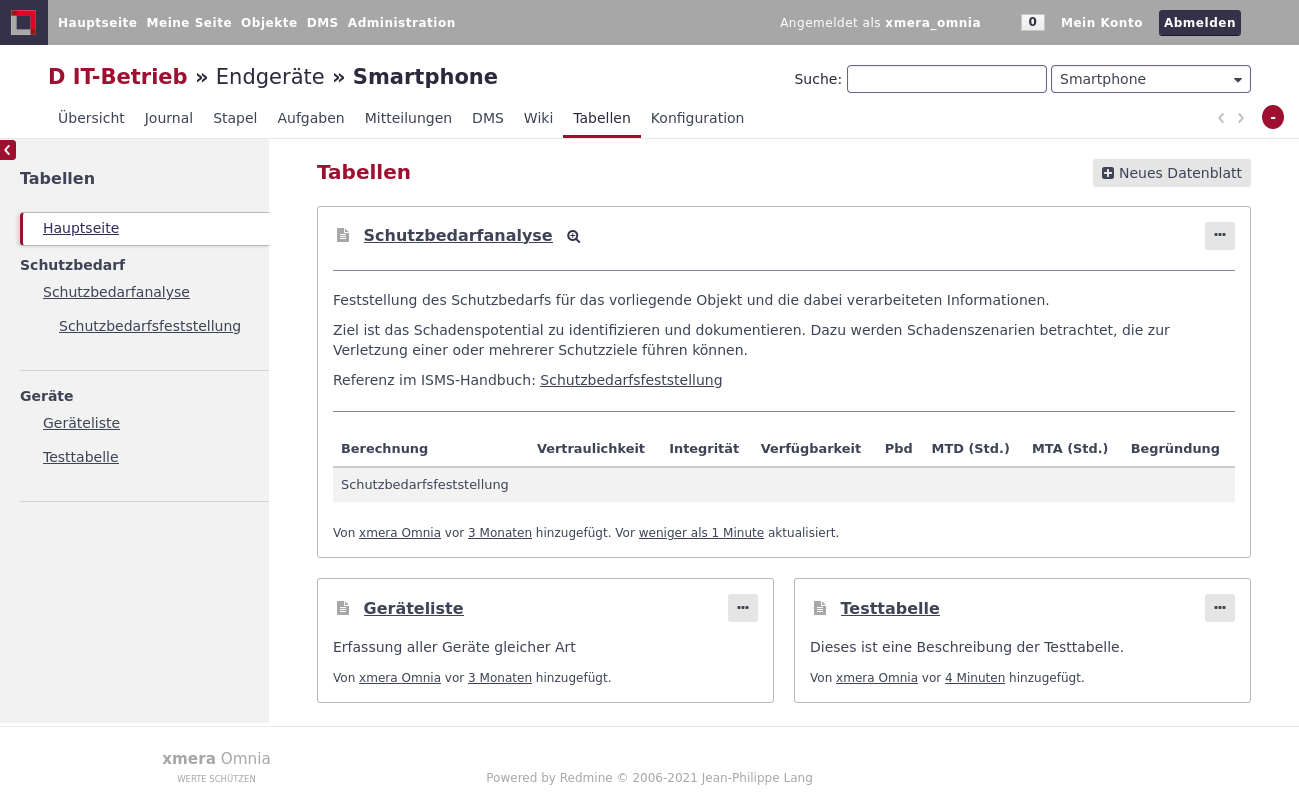 Hauptseite Meine Seite Objekte DMS Administration
Angemeldet als xmera_omnia 0 Mein Konto Abmelden
D IT-Betrieb » Endgeräte » Smartphone
Suche: Smartphone
Übersicht Journal Stapel Aufgaben Mitteilungen DMS Wiki Tabellen Konfiguration
-
Tabellen
Hauptseite
Schutzbedarf
Schutzbedarfanalyse
Schutzbedarfsfeststellung
Geräte
Geräteliste
Testtabelle
Tabellen
Neues Datenblatt
Schutzbedarfanalyse
Feststellung des Schutzbedarfs für das vorliegende Objekt und die dabei verarbeiteten Informationen.
Ziel ist das Schadenspotential zu identifizieren und dokumentieren. Dazu werden Schadenszenarien betrachtet, die zur
Verletzung einer oder mehrerer Schutzziele führen können.
Referenz im ISMS-Handbuch: Schutzbedarfsfeststellung
Berechnung Vertraulichkeit Integrität Verfügbarkeit Pbd MTD (Std.) MTA (Std.) Begründung
Schutzbedarfsfeststellung
Von xmera Omnia vor 3 Monaten hinzugefügt. Vor weniger als 1 Minute aktualisiert.
Geräteliste
Erfassung aller Geräte gleicher Art
Von xmera Omnia vor 3 Monaten hinzugefügt.
Testtabelle
Dieses ist eine Beschreibung der Testtabelle.
Von xmera Omnia vor 4 Minuten hinzugefügt.
xmera Omnia
WERTE SCHÜTZEN
Powered by Redmine © 2006-2021 Jean-Philippe Lang